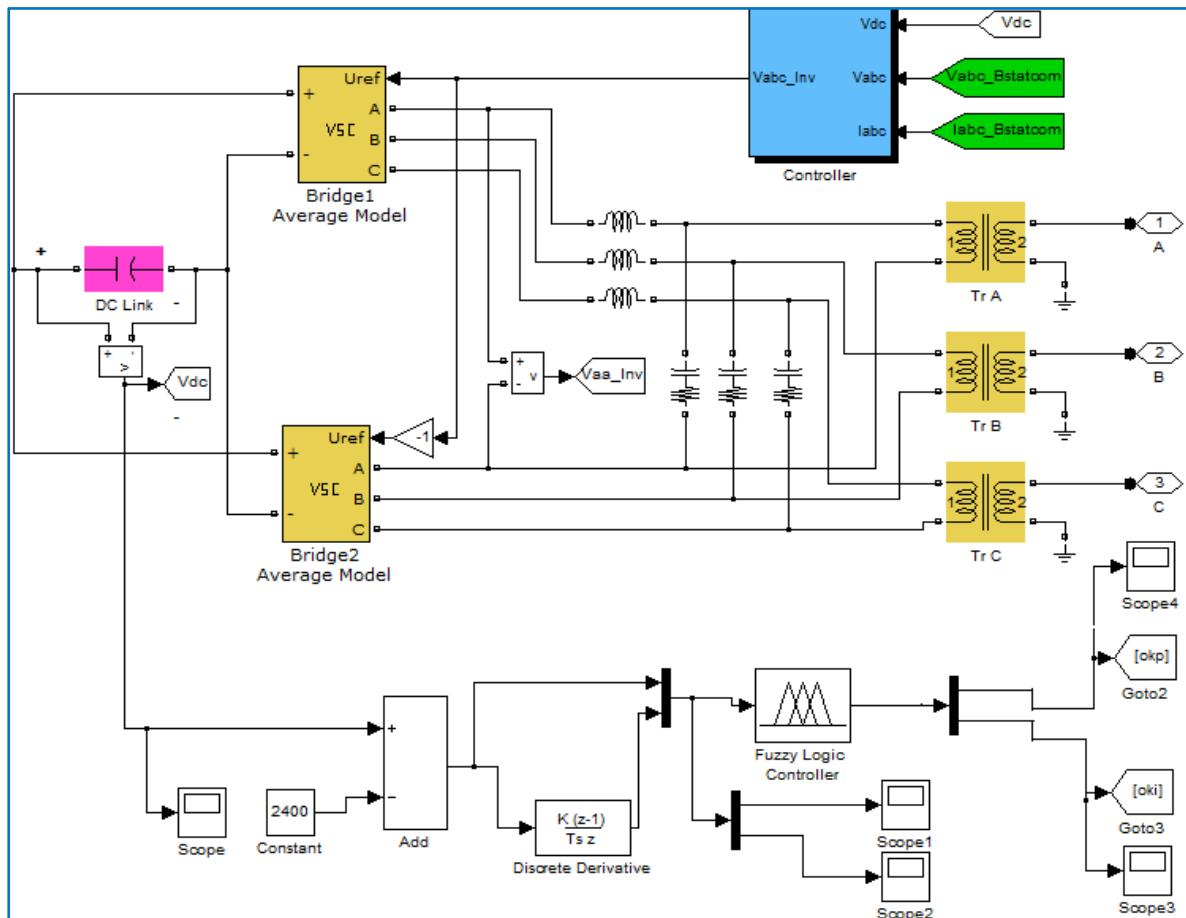 Vdc
Vdc
Uref
Vabc_Inv
Vabc
Vabc_Bstatcom
+
A
VSC
B
Iabc
Iabc_Bstatcom
-
C
Controller
Bridge1
Average Model
1
2
1
A
+
DC Link
-
Tr A
+
-
v
Vdc
-
+
-
v
Vaa_Inv
1
2
2
B
Tr B
Uref
-1
+
A
VSC
B
-
C
1
2
3
C
Bridge2
Average Model
Tr C
Scope4
[okp]
Goto2
+
-
Add
Fuzzy Logic
Controller
2400
Constant
Scope
K (z-1)
Ts z
Discrete Derivative
[oki]
Goto3
Scope1
Scope2
Scope3